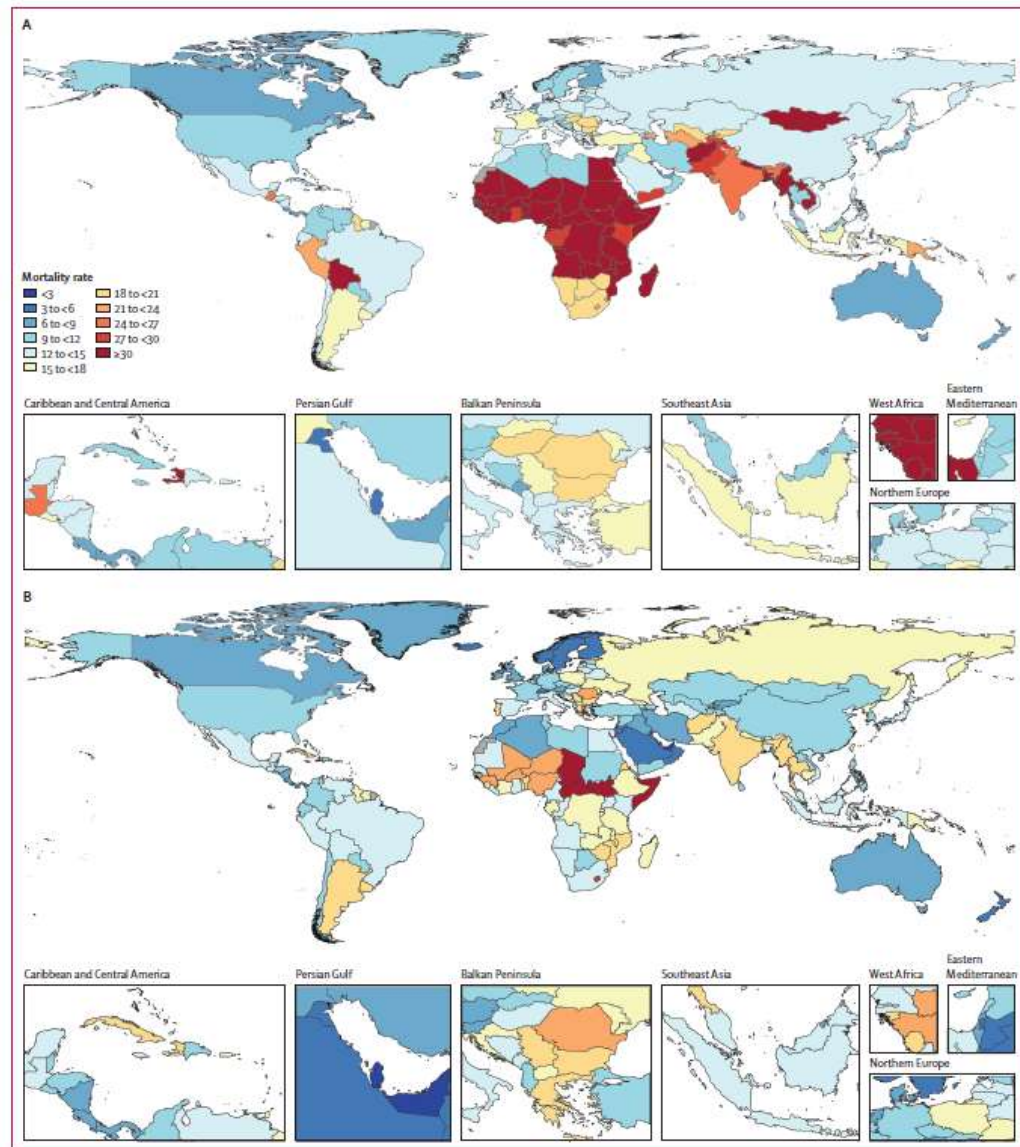 A
Mortality rate
<3
3 to <6
6 to <9
9 to <12
12 to <15
15 to <18
18 to <21
21 to <24
24 to <27
27 to <30
≥30
Caribbean and Central America
Persian Gulf
Balkan Peninsula
Southeast Asia
West Africa
Eastern
Mediterranean
Northern Europe
B
Caribbean and Central America
Persian Gulf
Balkan Peninsula
Southeast Asia
West Africa
Eastern
Mediterranean
Northern Europe